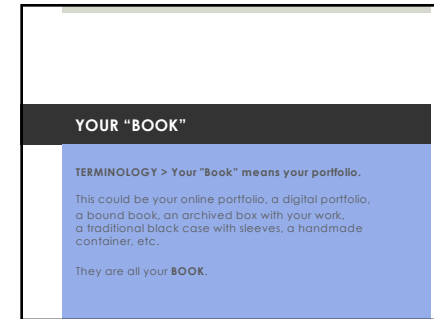 YOUR “BOOK”
TERMINOLOGY > Your "Book" means your portfolio.
This could be your online portfolio, a digital portfolio,
a bound book, an archived box with your work,
a traditional black case with sleeves, a handmade
container, etc.
They are all your BOOK.